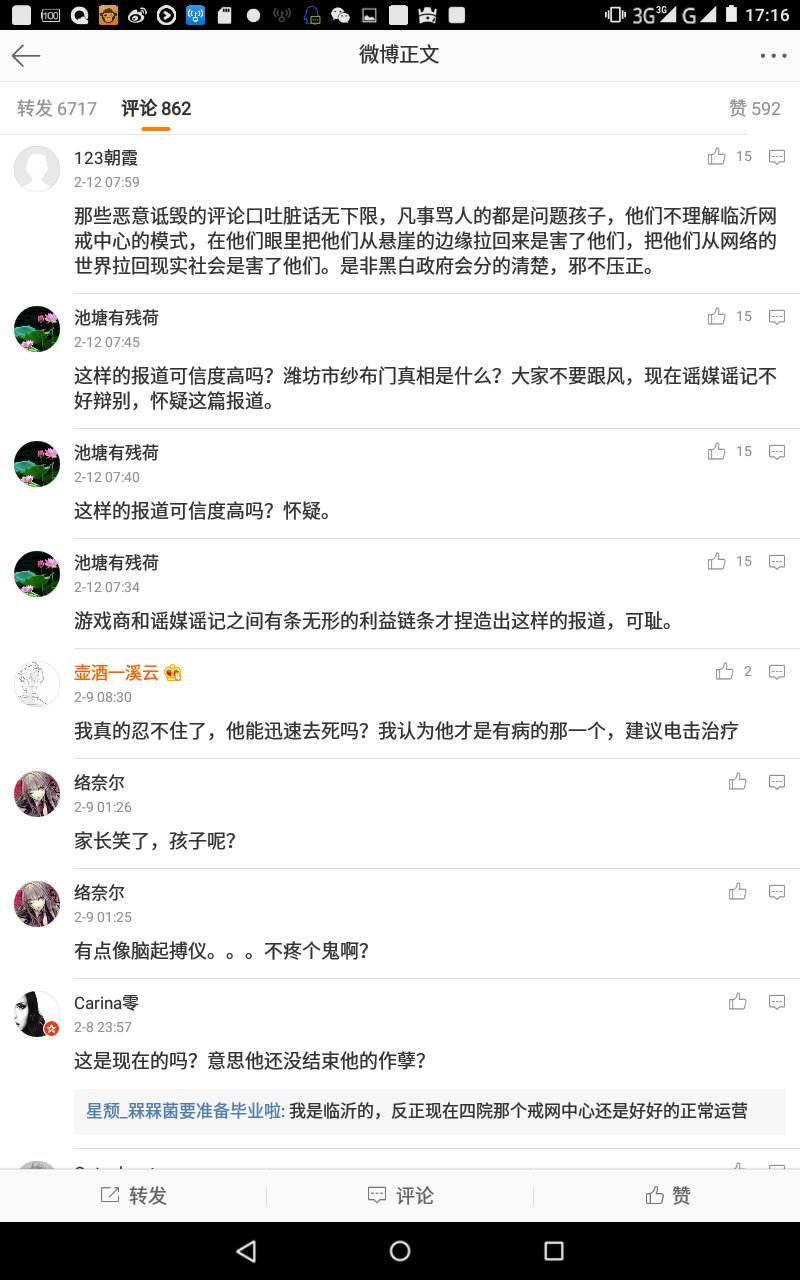 100
3G
3G
G
17:16
微博正文
转发 6717
评论 862
赞 592
123朝霞
15
2-12 07:59
那些恶意诋毁的评论口吐脏话无下限，凡事骂人的都是问题孩子，他们不理解临沂网
戒中心的模式，在他们眼里把他们从悬崖的边缘拉回来是害了他们，把他们从网络的
世界拉回现实社会是害了他们。是非黑白政府会分的清楚，邪不压正。
池塘有残荷
15
2-12 07:45
这样的报道可信度高吗？潍坊市纱布门真相是什么？大家不要跟风，现在谣媒谣记不
好辩别，怀疑这篇报道。
池塘有残荷
15
2-12 07:40
这样的报道可信度高吗？怀疑。
池塘有残荷
15
2-12 07:34
游戏商和谣媒谣记之间有条无形的利益链条才捏造出这样的报道，可耻。
壶酒一溪云
2
2-9 08:30
我真的忍不住了，他能迅速去死吗？我认为他才是有病的那一个，建议电击治疗
络奈尔
2-9 01:26
家长笑了，孩子呢？
络奈尔
2-9 01:25
有点像脑起搏仪。。。不疼个鬼啊？
Carina零
2-8 23:57
这是现在的吗？意思他还没结束他的作孽？
星颓_槑槑菌要准备毕业啦: 我是临沂的，反正现在四院那个戒网中心还是好好的正常运营
转发
评论
赞